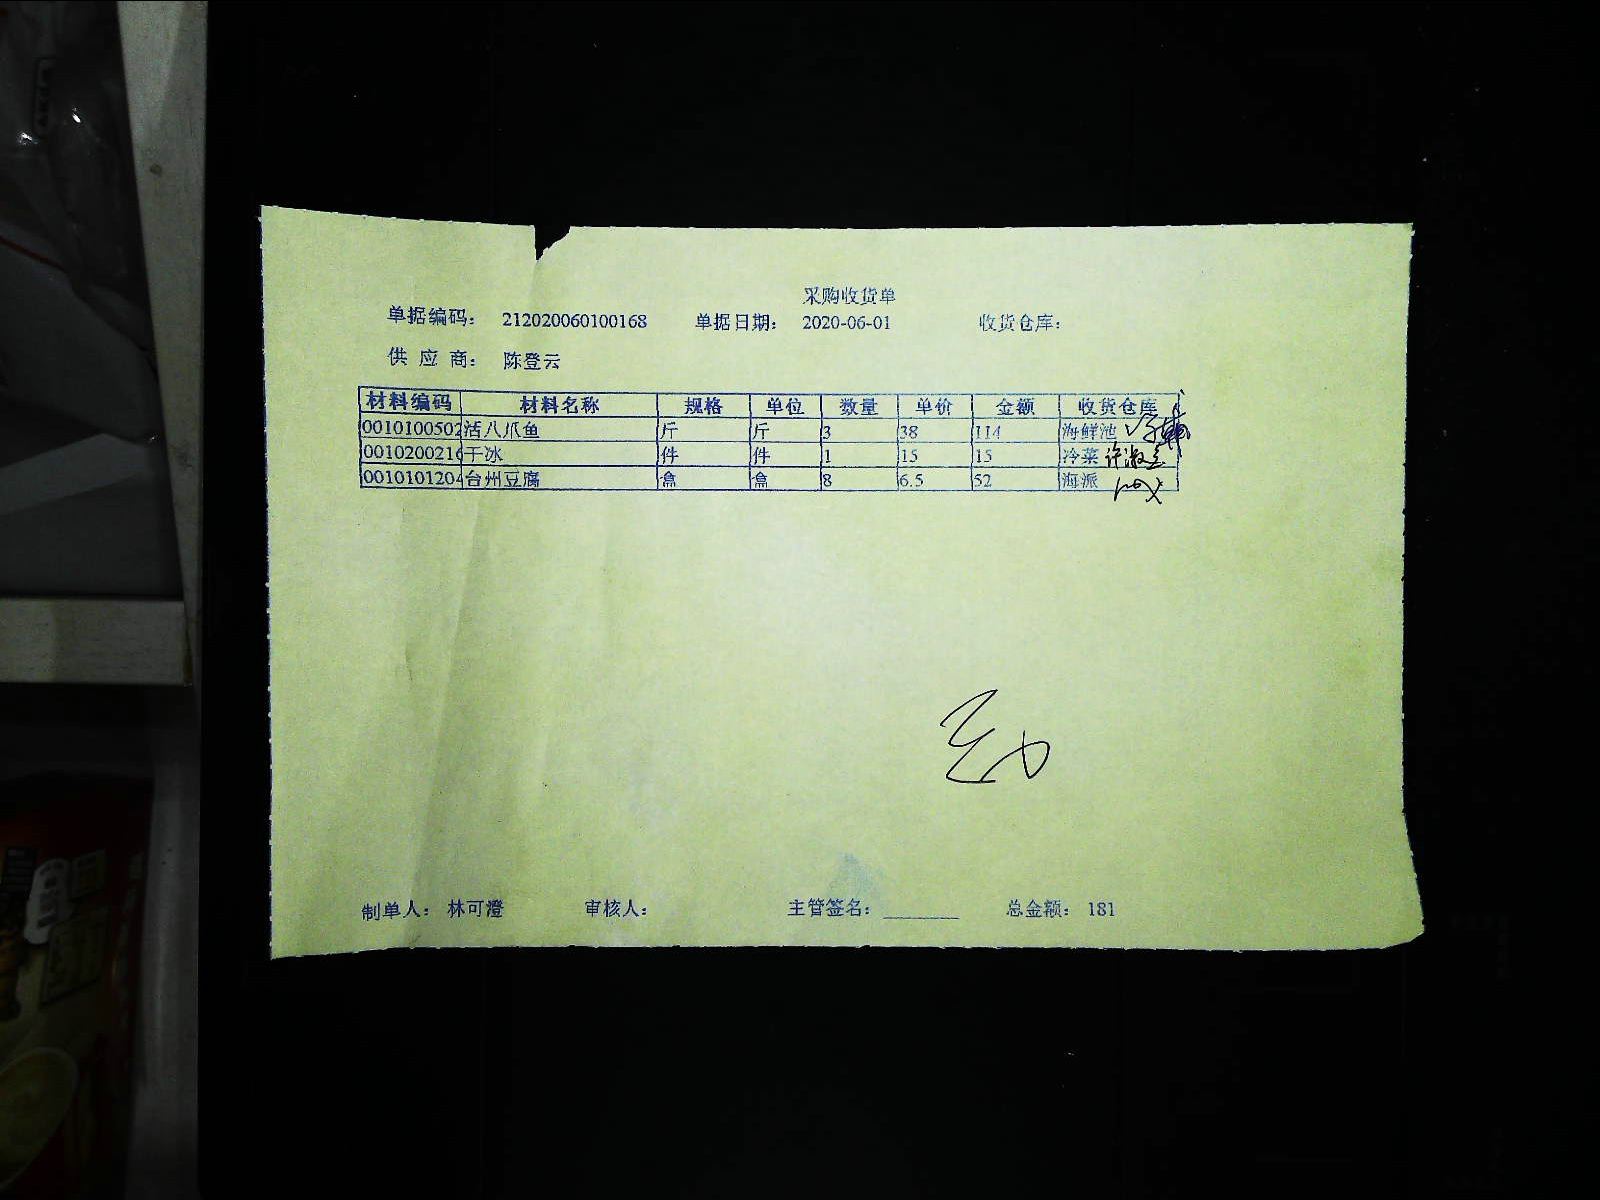 采购收货单
单据编码： 212020060100168 单据日期： 2020-06-01 收货仓库：
供 应 商： 陈登云
材料编码 材料名称 规格 单位 数量 单价 金额 收货仓库
0010100502 活八爪鱼 斤 斤 3 38 114 海鲜池
0010200216 干冰 件 件 1 15 15 冷菜
0010101204 台州豆腐 盒 盒 8 6.5 52 海派
制单人： 林可澄 审核人： 主管签名： 总金额： 181